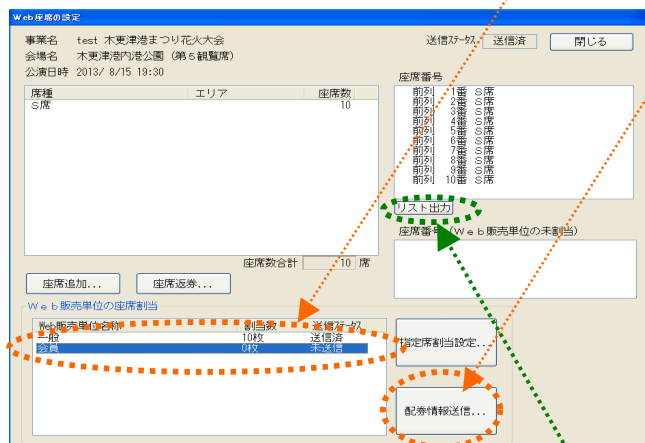 Web座席の設定
事業名 test 木更津港まつり花火大会
送信ステータス 送信済 閉じる
会場名 木更津港内港公園（第5観覧席）
公演日時 2013/ 8/15 19:30
席種 エリア 座席数
S席 10
座席番号
前列 1番 S席
前列 2番 S席
前列 3番 S席
前列 4番 S席
前列 5番 S席
前列 6番 S席
前列 7番 S席
前列 8番 S席
前列 9番 S席
前列 10番 S席
リスト出力
座席番号（Web販売単位の未割当）
座席数合計 10 席
座席追加... 座席返券...
Web販売単位の座席割当
Web販売単位名称 割当数 送信ステータス
一般 10枚 送信済
会員 0枚 未送信
指定席割当設定...
配券情報送信...